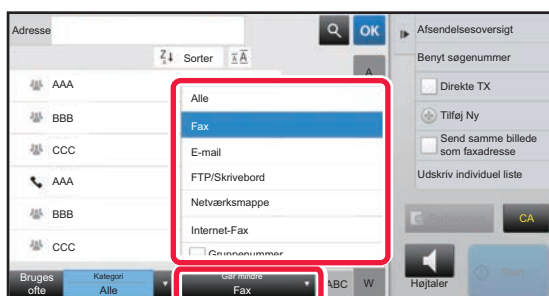 Adresse
OK
Sorter
A
AAA
BBB
CCC
AAA
BBB
CCC
Alle
Fax
E-mail
FTP/Skrivebord
Netværksmappe
Internet-Fax
Gruppenummer
Bruges
ofte
Kategori
Alle
Gør mindre
Fax
ABC
W
Afsendelsesoversigt
Benyt søgenummer
Direkte TX
Tilføj Ny
Send samme billede
som faxadresse
Udskriv individuel liste
CA
Højtaler
Start